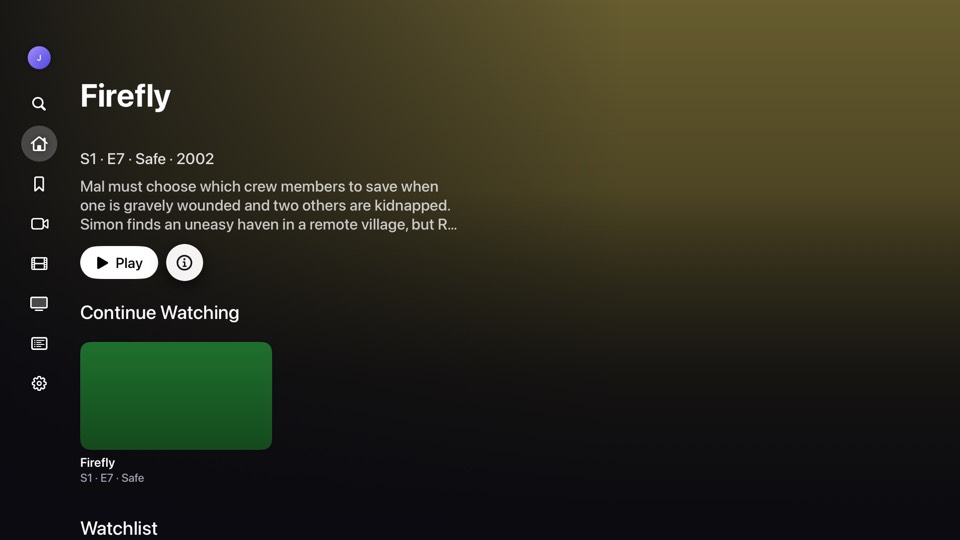 J
Firefly
S1 · E7 · Safe · 2002
Mal must choose which crew members to save when
one is gravely wounded and two others are kidnapped.
Simon finds an uneasy haven in a remote village, but R...
Play
Continue Watching
Firefly
S1 · E7 · Safe
Watchlist